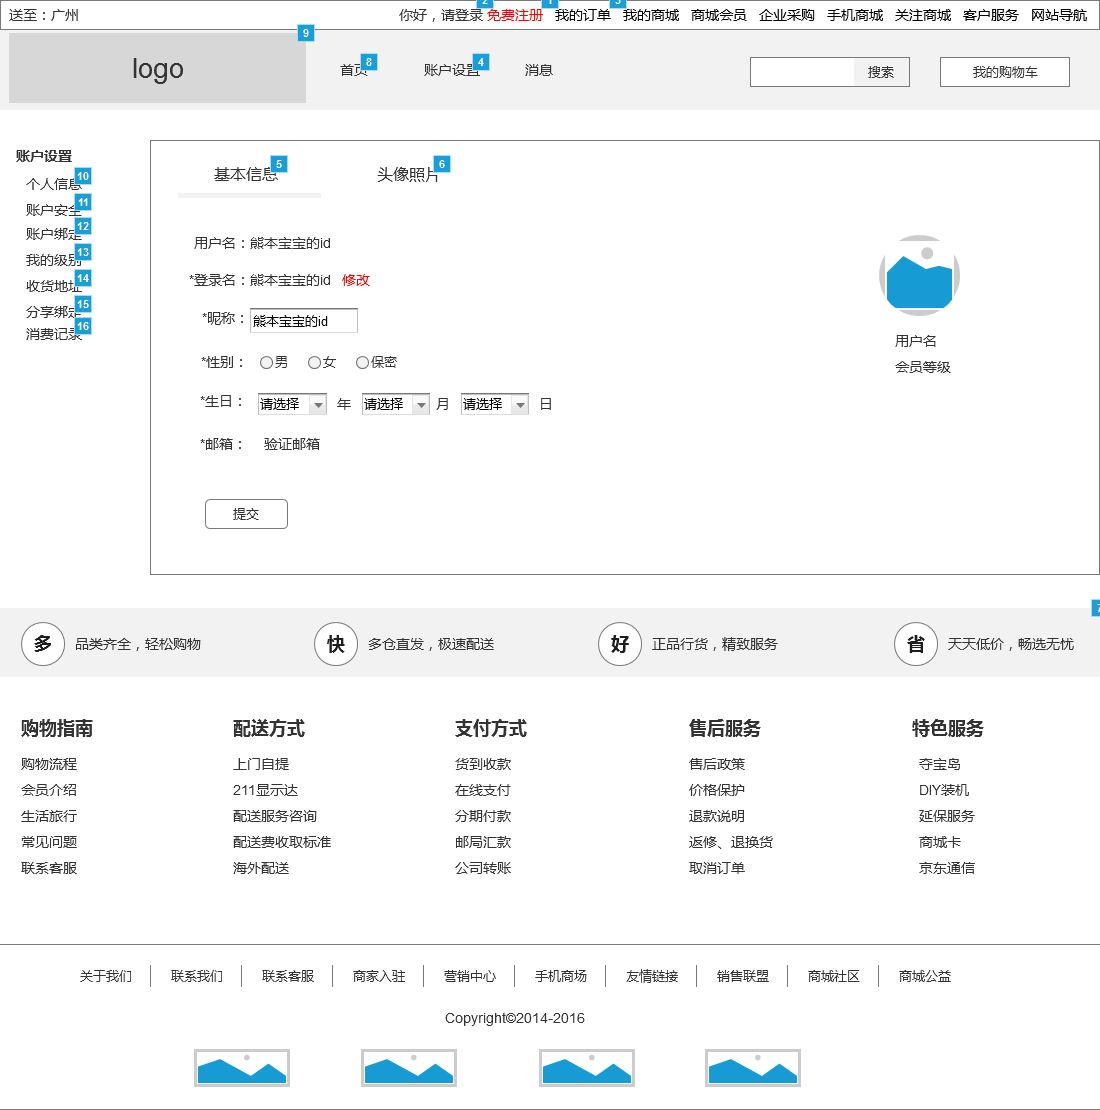 送至：广州
你好，请登录 免费注册 我的订单 我的商城 商城会员 企业采购 手机商城 关注商城 客户服务 网站导航
2 1 3
9
logo
首页 8 账户设置 4 消息
搜索 我的购物车
账户设置
个人信息 10
账户安全 11
账户绑定 12
我的级别 13
收货地址 14
分享绑定 15
消费记录 16
基本信息 5 头像照片 6
用户名：熊本宝宝的id
*登录名：熊本宝宝的id 修改
*昵称：熊本宝宝的id
*性别： 男 女 保密
*生日： 请选择 年 请选择 月 请选择 日
*邮箱： 验证邮箱
提交
用户名
会员等级
7
多 品类齐全，轻松购物 快 多仓直发，极速配送 好 正品行货，精致服务 省 天天低价，畅选无忧
购物指南 配送方式 支付方式 售后服务 特色服务
购物流程 上门自提 货到收款 售后政策 夺宝岛
会员介绍 211显示达 在线支付 价格保护 DIY装机
生活旅行 配送服务咨询 分期付款 退款说明 延保服务
常见问题 配送费收取标准 邮局汇款 返修、退换货 商城卡
联系客服 海外配送 公司转账 取消订单 京东通信
关于我们 联系我们 联系客服 商家入驻 营销中心 手机商场 友情链接 销售联盟 商城社区 商城公益
Copyright©2014-2016